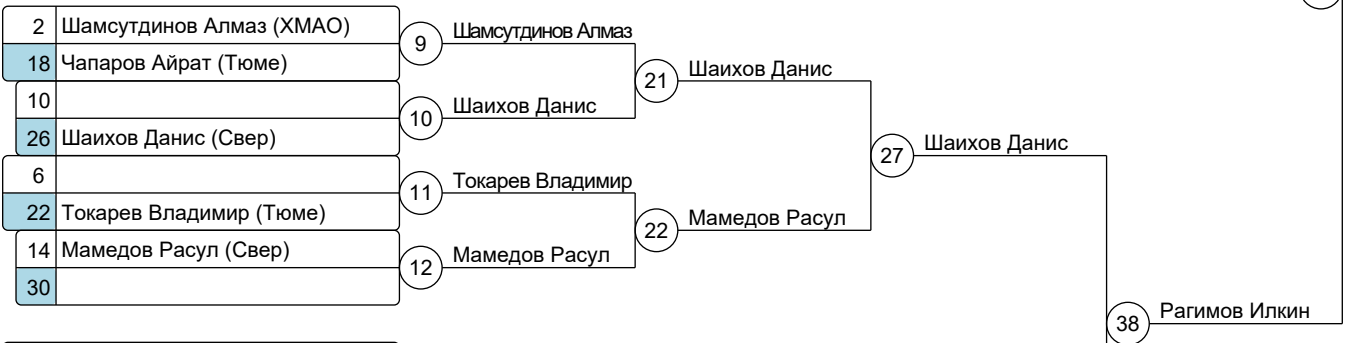 2 Шамсутдинов Алмаз (ХМАО)
9 Шамсутдинов Алмаз
18 Чапаров Айрат (Тюме)
21 Шаихов Данис
10
10 Шаихов Данис
26 Шаихов Данис (Свер)
27 Шаихов Данис
6
11 Токарев Владимир
22 Токарев Владимир (Тюме)
22 Мамедов Расул
14 Мамедов Расул (Свер)
12 Мамедов Расул
30
38 Рагимов Илкин